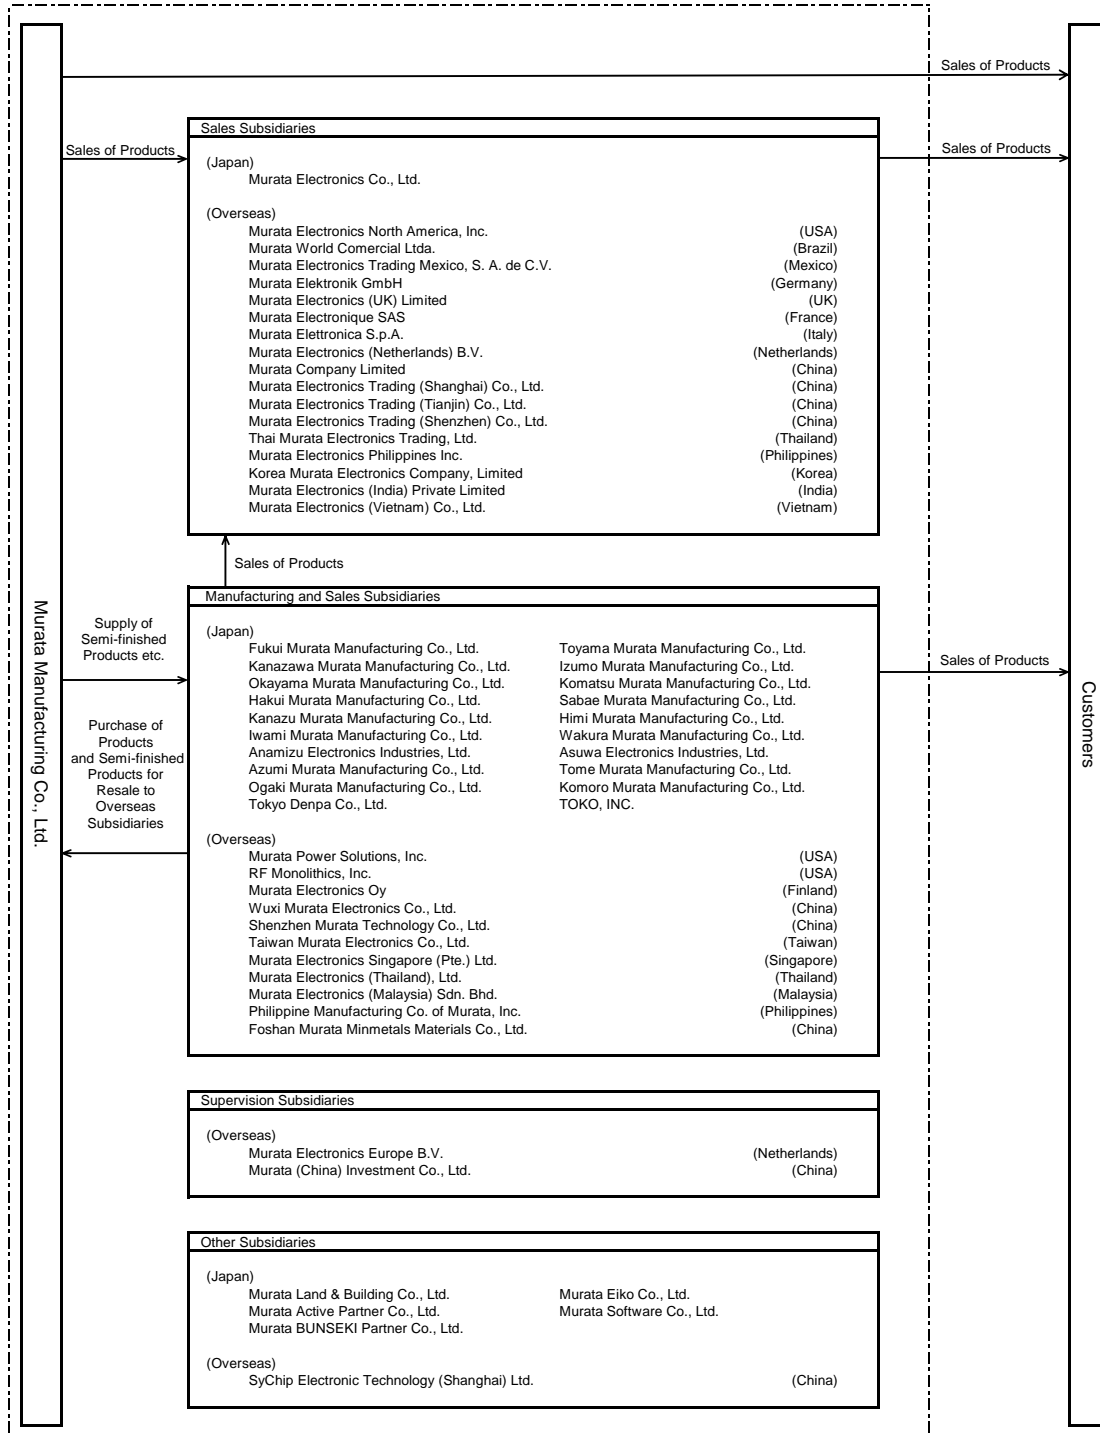 Sales of Products
Sales Subsidiaries
Sales of Products
Sales of Products
(Japan)
Murata Electronics Co., Ltd.
(Overseas)
Murata Electronics North America, Inc. (USA)
Murata World Comercial Ltda. (Brazil)
Murata Electronics Trading Mexico, S. A. de C.V. (Mexico)
Murata Elektronik GmbH (Germany)
Murata Electronics (UK) Limited (UK)
Murata Electronique SAS (France)
Murata Elettronica S.p.A. (Italy)
Murata Electronics (Netherlands) B.V. (Netherlands)
Murata Company Limited (China)
Murata Electronics Trading (Shanghai) Co., Ltd. (China)
Murata Electronics Trading (Tianjin) Co., Ltd. (China)
Murata Electronics Trading (Shenzhen) Co., Ltd. (China)
Thai Murata Electronics Trading, Ltd. (Thailand)
Murata Electronics Philippines Inc. (Philippines)
Korea Murata Electronics Company, Limited (Korea)
Murata Electronics (India) Private Limited (India)
Murata Electronics (Vietnam) Co., Ltd. (Vietnam)
Sales of Products
Murata Manufacturing Co., Ltd.
Supply of
Semi-finished
Products etc.
Purchase of
Products
and Semi-finished
Products for
Resale to
Overseas
Subsidiaries
Manufacturing and Sales Subsidiaries
(Japan)
Fukui Murata Manufacturing Co., Ltd. Toyama Murata Manufacturing Co., Ltd.
Kanazawa Murata Manufacturing Co., Ltd. Izumo Murata Manufacturing Co., Ltd.
Okayama Murata Manufacturing Co., Ltd. Komatsu Murata Manufacturing Co., Ltd.
Hakui Murata Manufacturing Co., Ltd. Sabae Murata Manufacturing Co., Ltd.
Kanazu Murata Manufacturing Co., Ltd. Himi Murata Manufacturing Co., Ltd.
Iwami Murata Manufacturing Co., Ltd. Wakura Murata Manufacturing Co., Ltd.
Anamizu Electronics Industries, Ltd. Asuwa Electronics Industries, Ltd.
Azumi Murata Manufacturing Co., Ltd. Tome Murata Manufacturing Co., Ltd.
Ogaki Murata Manufacturing Co., Ltd. Komoro Murata Manufacturing Co., Ltd.
Tokyo Denpa Co., Ltd. TOKO, INC.
(Overseas)
Murata Power Solutions, Inc. (USA)
RF Monolithics, Inc. (USA)
Murata Electronics Oy (Finland)
Wuxi Murata Electronics Co., Ltd. (China)
Shenzhen Murata Technology Co., Ltd. (China)
Taiwan Murata Electronics Co., Ltd. (Taiwan)
Murata Electronics Singapore (Pte.) Ltd. (Singapore)
Murata Electronics (Thailand), Ltd. (Thailand)
Murata Electronics (Malaysia) Sdn. Bhd. (Malaysia)
Philippine Manufacturing Co. of Murata, Inc. (Philippines)
Foshan Murata Minmetals Materials Co., Ltd. (China)
Sales of Products
Customers
Supervision Subsidiaries
(Overseas)
Murata Electronics Europe B.V. (Netherlands)
Murata (China) Investment Co., Ltd. (China)
Other Subsidiaries
(Japan)
Murata Land & Building Co., Ltd. Murata Eiko Co., Ltd.
Murata Active Partner Co., Ltd. Murata Software Co., Ltd.
Murata BUNSEKI Partner Co., Ltd.
(Overseas)
SyChip Electronic Technology (Shanghai) Ltd. (China)